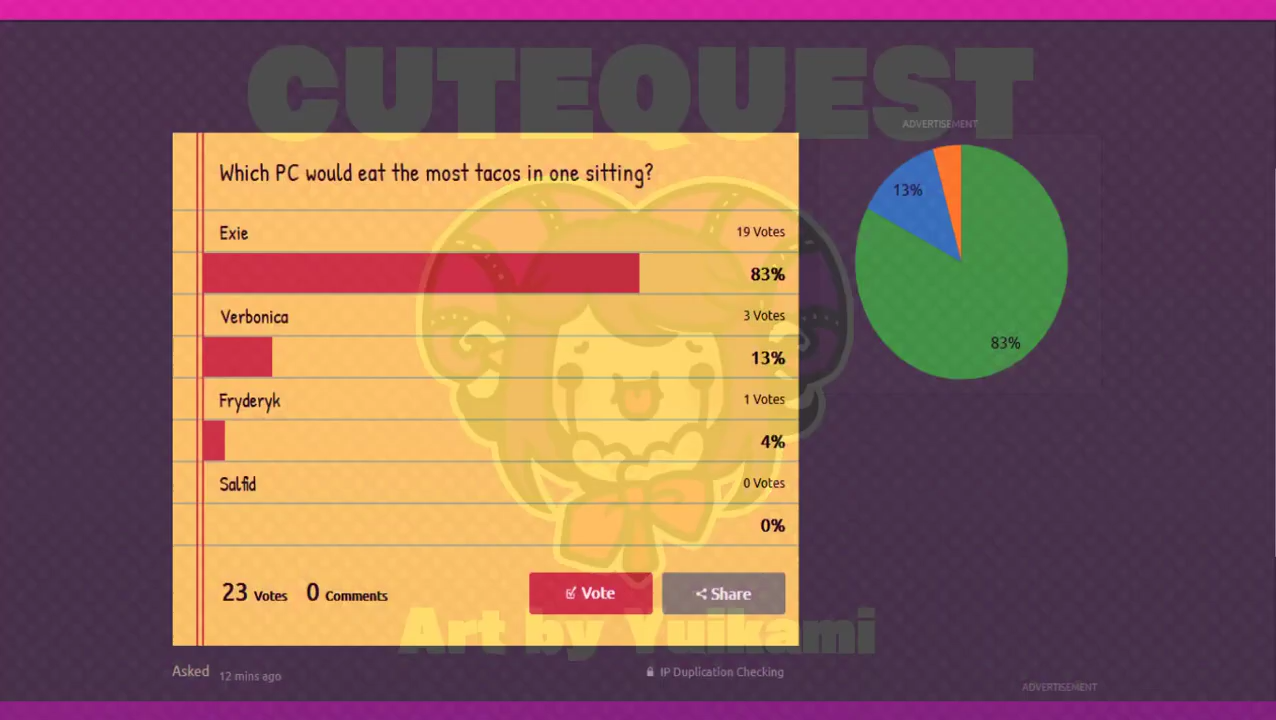 CUTEQUEST
ADVERTISEMENT
Which PC would eat the most tacos in one sitting?
Exie
19 Votes
83%
Verbonica
3 Votes
13%
Fryderyk
1 Votes
4%
Salfid
0 Votes
0%
23 Votes 0 Comments
Vote
Share
13%
83%
Art by Yuikami
Asked 12 mins ago
IP Duplication Checking
ADVERTISEMENT